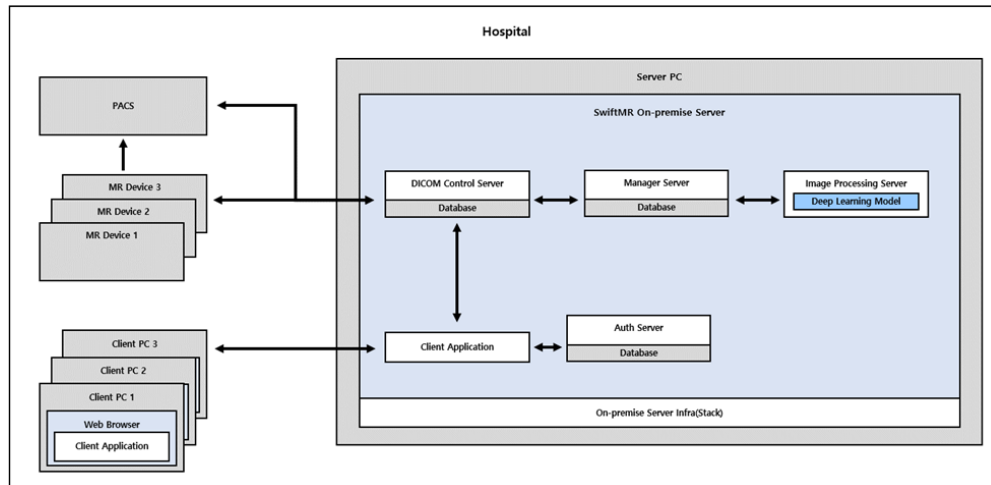 Hospital
Server PC
PACS
SwiftMR On-premise Server
MR Device 3
MR Device 2
MR Device 1
DICOM Control Server
Database
Manager Server
Database
Image Processing Server
Deep Learning Model
Client PC 3
Client PC 2
Client PC 1
Web Browser
Client Application
Client Application
Auth Server
Database
On-premise Server Infra(Stack)